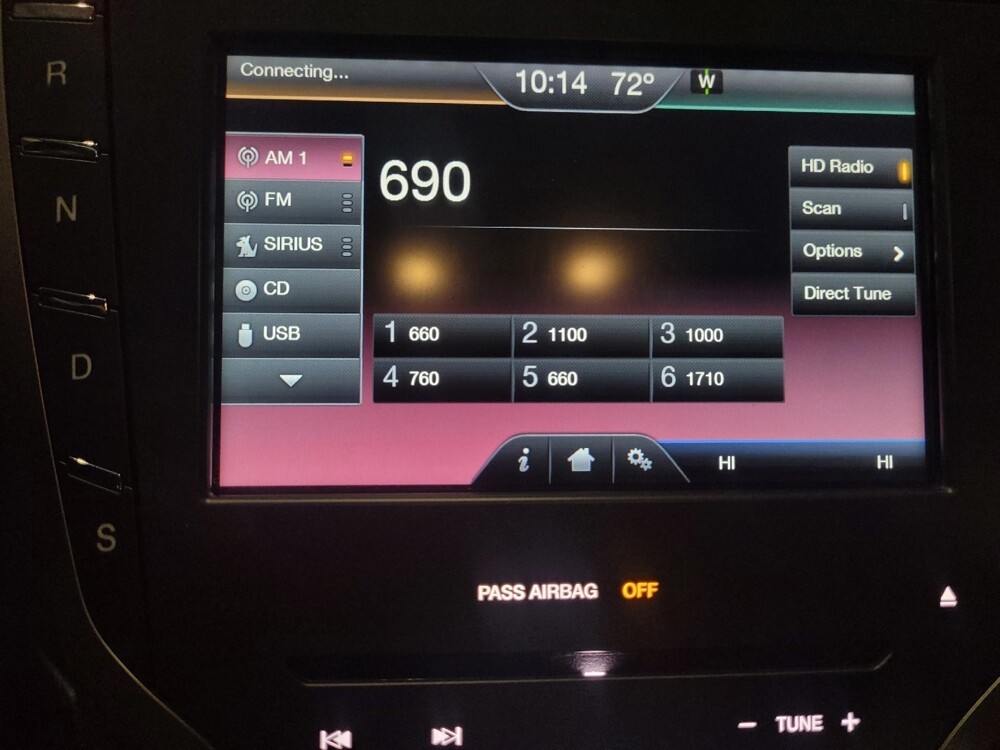 R
N
D
S
Connecting...
10:14 72° W
AM 1
FM
SIRIUS
CD
USB
690
HD Radio
Scan
Options
Direct Tune
1 660 2 1100 3 1000
4 760 5 660 6 1710
i HI HI
PASS AIRBAG OFF
− TUNE +